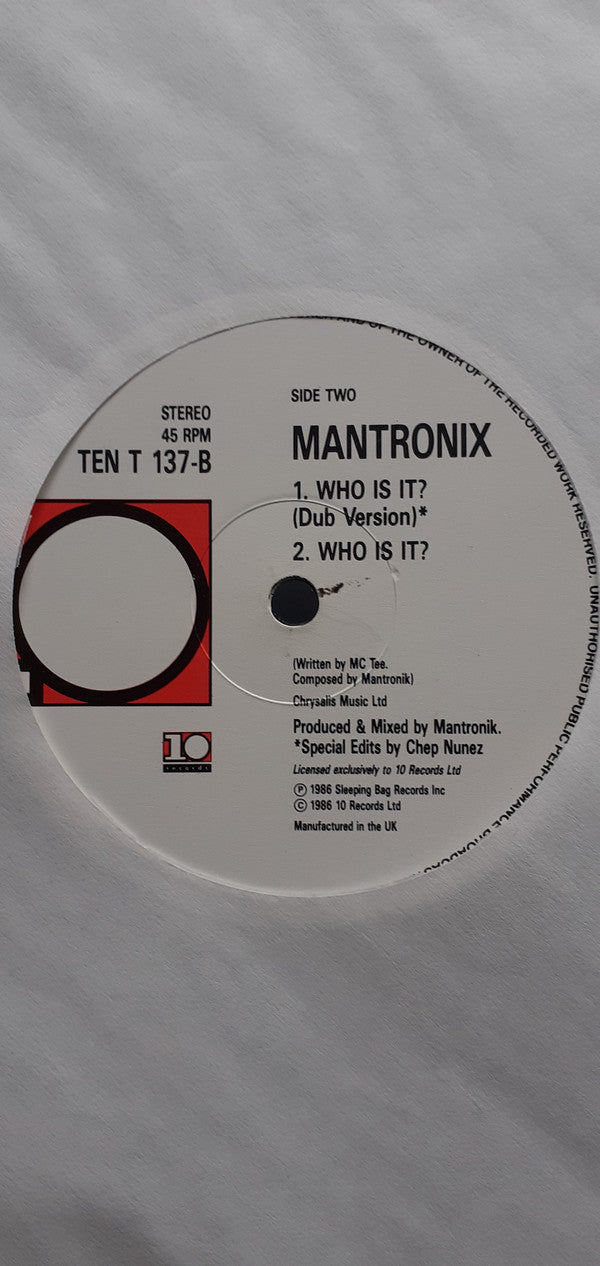 STEREO
45 RPM
TEN T 137-B
SIDE TWO
MANTRONIX
1. WHO IS IT?
(Dub Version)*
2. WHO IS IT?
(Written by MC Tee.
Composed by Mantronik)
Chrysalis Music Ltd
Produced & Mixed by Mantronik.
*Special Edits by Chep Nunez
Licensed exclusively to 10 Records Ltd
Ⓟ 1986 Sleeping Bag Records Inc
© 1986 10 Records Ltd
Manufactured in the UK
10
records
AND OF THE OWNER OF THE RECORDED WORK RESERVED. UNAUTHORISED PUBLIC PERFORMANCE